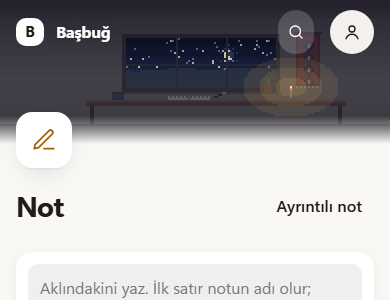 B Başbuğ
Not
Ayrıntılı not
Aklındakini yaz. İlk satır notun adı olur;